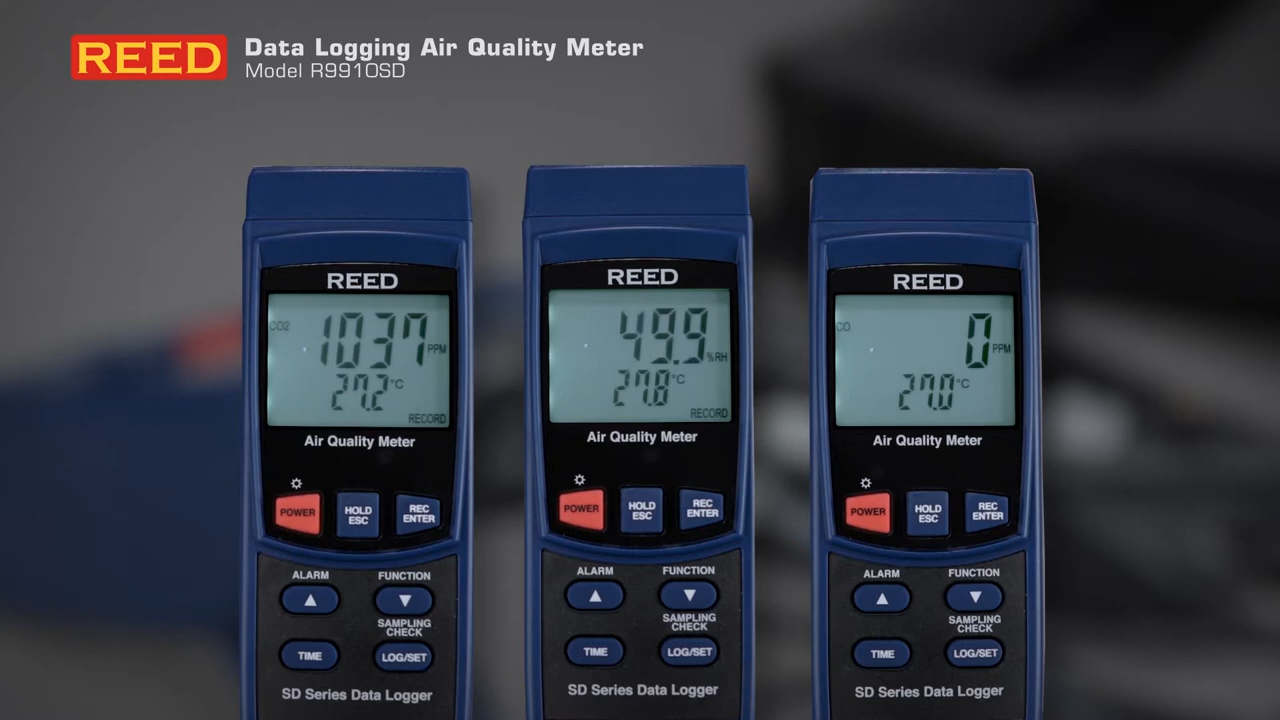 REED
Data Logging Air Quality Meter
Model R9910SD
REED
CO2
1037 PPM
27.2 °C
RECORD
Air Quality Meter
POWER
HOLD
ESC
REC
ENTER
ALARM
FUNCTION
▲
▼
SAMPLING
CHECK
TIME
LOG/SET
SD Series Data Logger
REED
49.9 %RH
27.8 °C
RECORD
Air Quality Meter
POWER
HOLD
ESC
REC
ENTER
ALARM
FUNCTION
▲
▼
SAMPLING
CHECK
TIME
LOG/SET
SD Series Data Logger
REED
CO
0 PPM
27.0 °C
Air Quality Meter
POWER
HOLD
ESC
REC
ENTER
ALARM
FUNCTION
▲
▼
SAMPLING
CHECK
TIME
LOG/SET
SD Series Data Logger